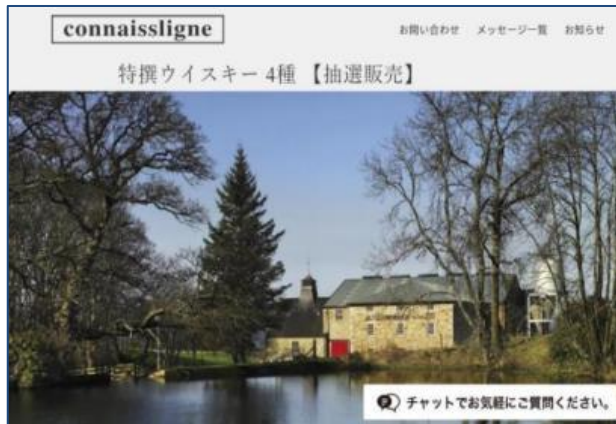 connaissligne
お問い合わせ メッセージ一覧 お知らせ
特撰ウイスキー 4種 【抽選販売】
チャットでお気軽にご質問ください。